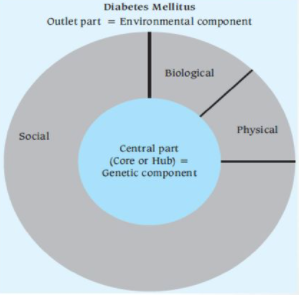 Diabetes Mellitus
Outlet part = Environmental component
Biological
Physical
Social
Central part
(Core or Hub) =
Genetic component